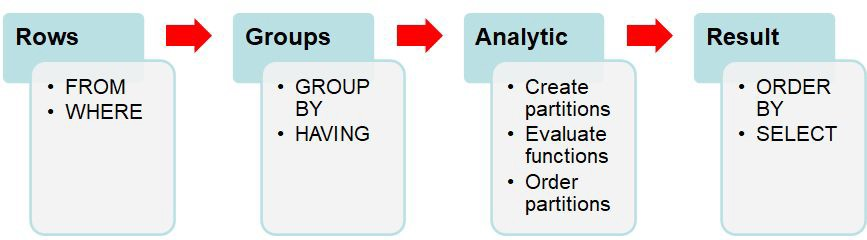 Rows
• FROM
• WHERE
Groups
• GROUP
BY
• HAVING
Analytic
• Create
partitions
• Evaluate
functions
• Order
partitions
Result
• ORDER
BY
• SELECT